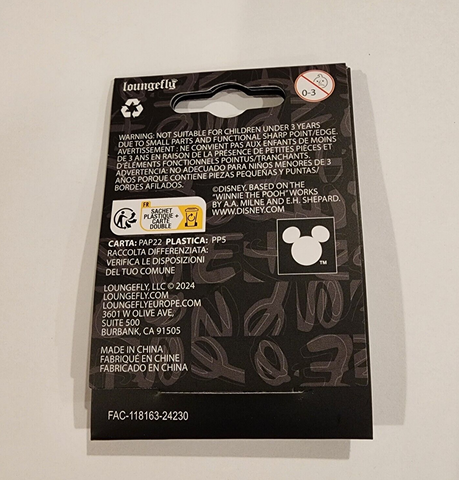 loungefly
0-3
WARNING: NOT SUITABLE FOR CHILDREN UNDER 3 YEARS
DUE TO SMALL PARTS AND FUNCTIONAL SHARP POINT/EDGE.
AVERTISSEMENT : NE CONVIENT PAS AUX ENFANTS DE MOINS
DE 3 ANS EN RAISON DE LA PRÉSENCE DE PETITES PIÈCES ET
D'ÉLÉMENTS FONCTIONNELS POINTUS/TRANCHANTS.
ADVERTENCIA: NO ADECUADO PARA NIÑOS MENORES DE 3
AÑOS PORQUE CONTIENE PIEZAS PEQUEÑAS Y PUNTAS/
BORDES AFILADOS.
©DISNEY, BASED ON THE
"WINNIE THE POOH" WORKS
BY A.A. MILNE AND E.H. SHEPARD.
WWW.DISNEY.COM
FR
SACHET
PLASTIQUE +
CARTE
DOUBLE
TM
CARTA: PAP22 PLASTICA: PP5
RACCOLTA DIFFERENZIATA:
VERIFICA LE DISPOSIZIONI
DEL TUO COMUNE
LOUNGEFLY, LLC © 2024
LOUNGEFLY.COM
LOUNGEFLYEUROPE.COM
3601 W OLIVE AVE,
SUITE 500
BURBANK, CA 91505
MADE IN CHINA
FABRIQUÉ EN CHINE
FABRICADO EN CHINA
FAC-118163-24230